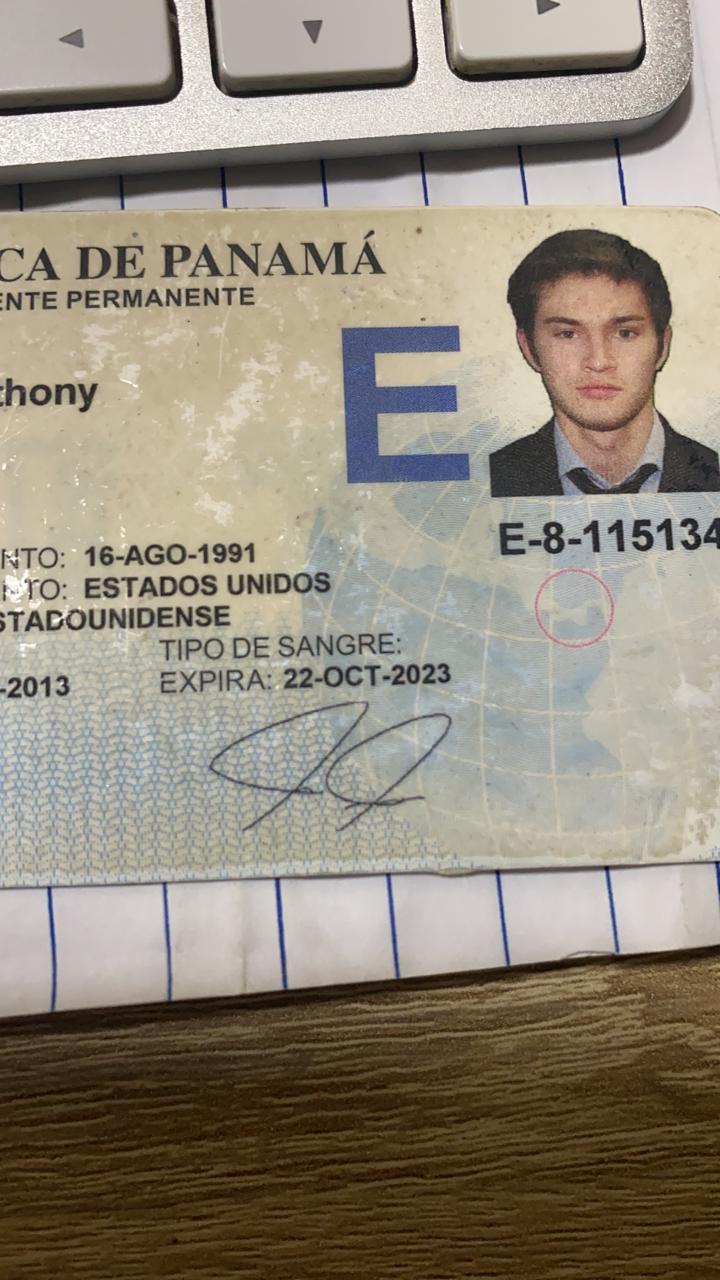 CA DE PANAMÁ
ENTE PERMANENTE
thony
E
E-8-115134
NTO: 16-AGO-1991
NTO: ESTADOS UNIDOS
STADOUNIDENSE
TIPO DE SANGRE:
-2013 EXPIRA: 22-OCT-2023